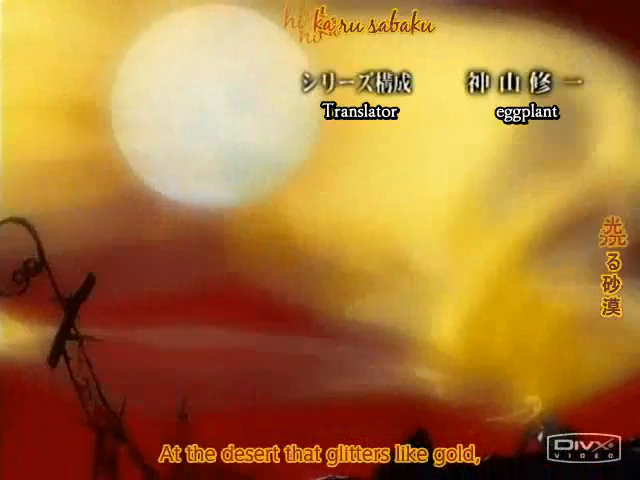 hikaru sabaku
シリーズ構成 神山修一
Translator eggplant
光る砂漠
At the desert that glitters like gold,
DIVX
VIDEO